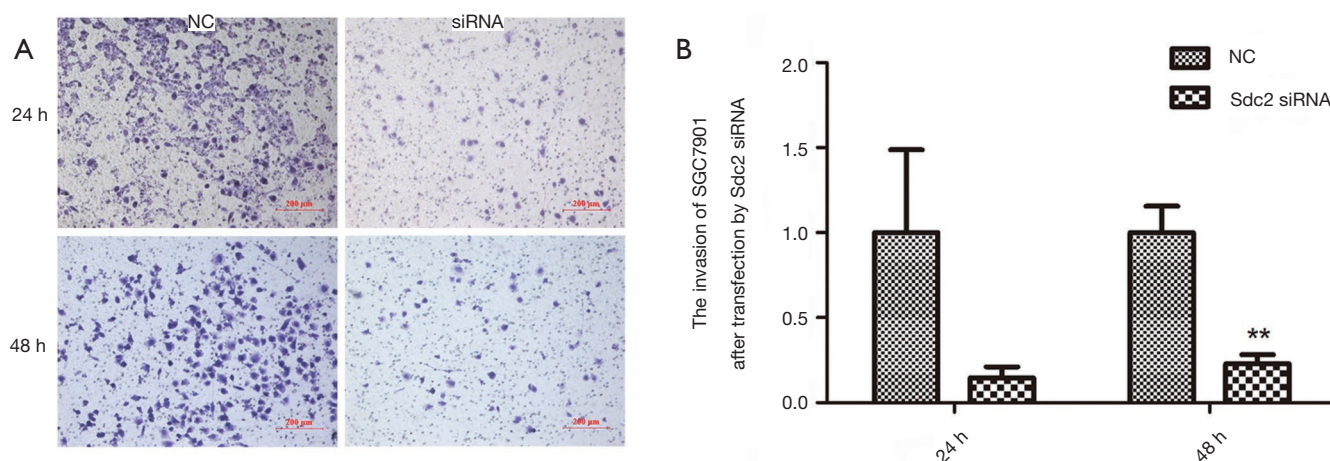 A
NC
siRNA
24 h
200 μm
200 μm
48 h
200 μm
200 μm
B
NC
Sdc2 siRNA
The invasion of SGC7901
after transfection by Sdc2 siRNA
2.0
1.5
1.0
0.5
0.0
**
24 h
48 h